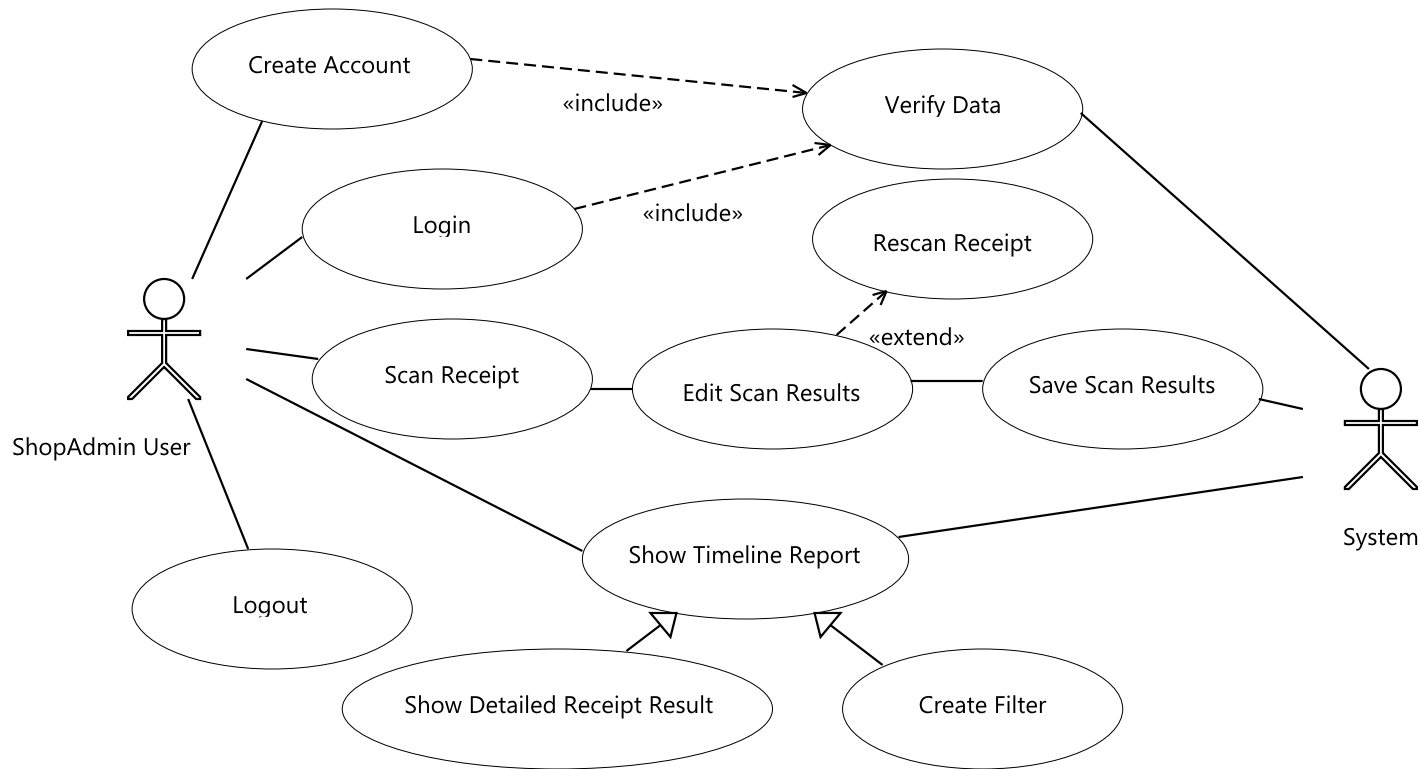 Create Account
«include»
Verify Data
Login
«include»
Rescan Receipt
«extend»
Scan Receipt
Edit Scan Results
Save Scan Results
ShopAdmin User
System
Show Timeline Report
Logout
Show Detailed Receipt Result
Create Filter